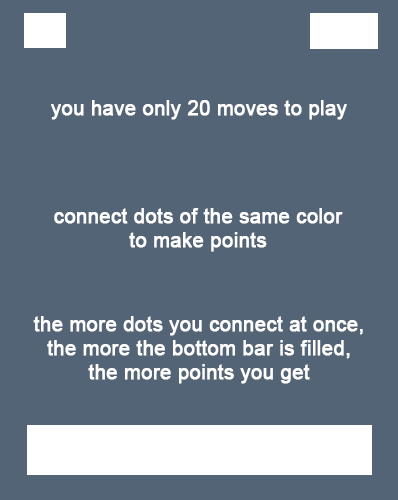 you have only 20 moves to play
connect dots of the same color
to make points
the more dots you connect at once,
the more the bottom bar is filled,
the more points you get